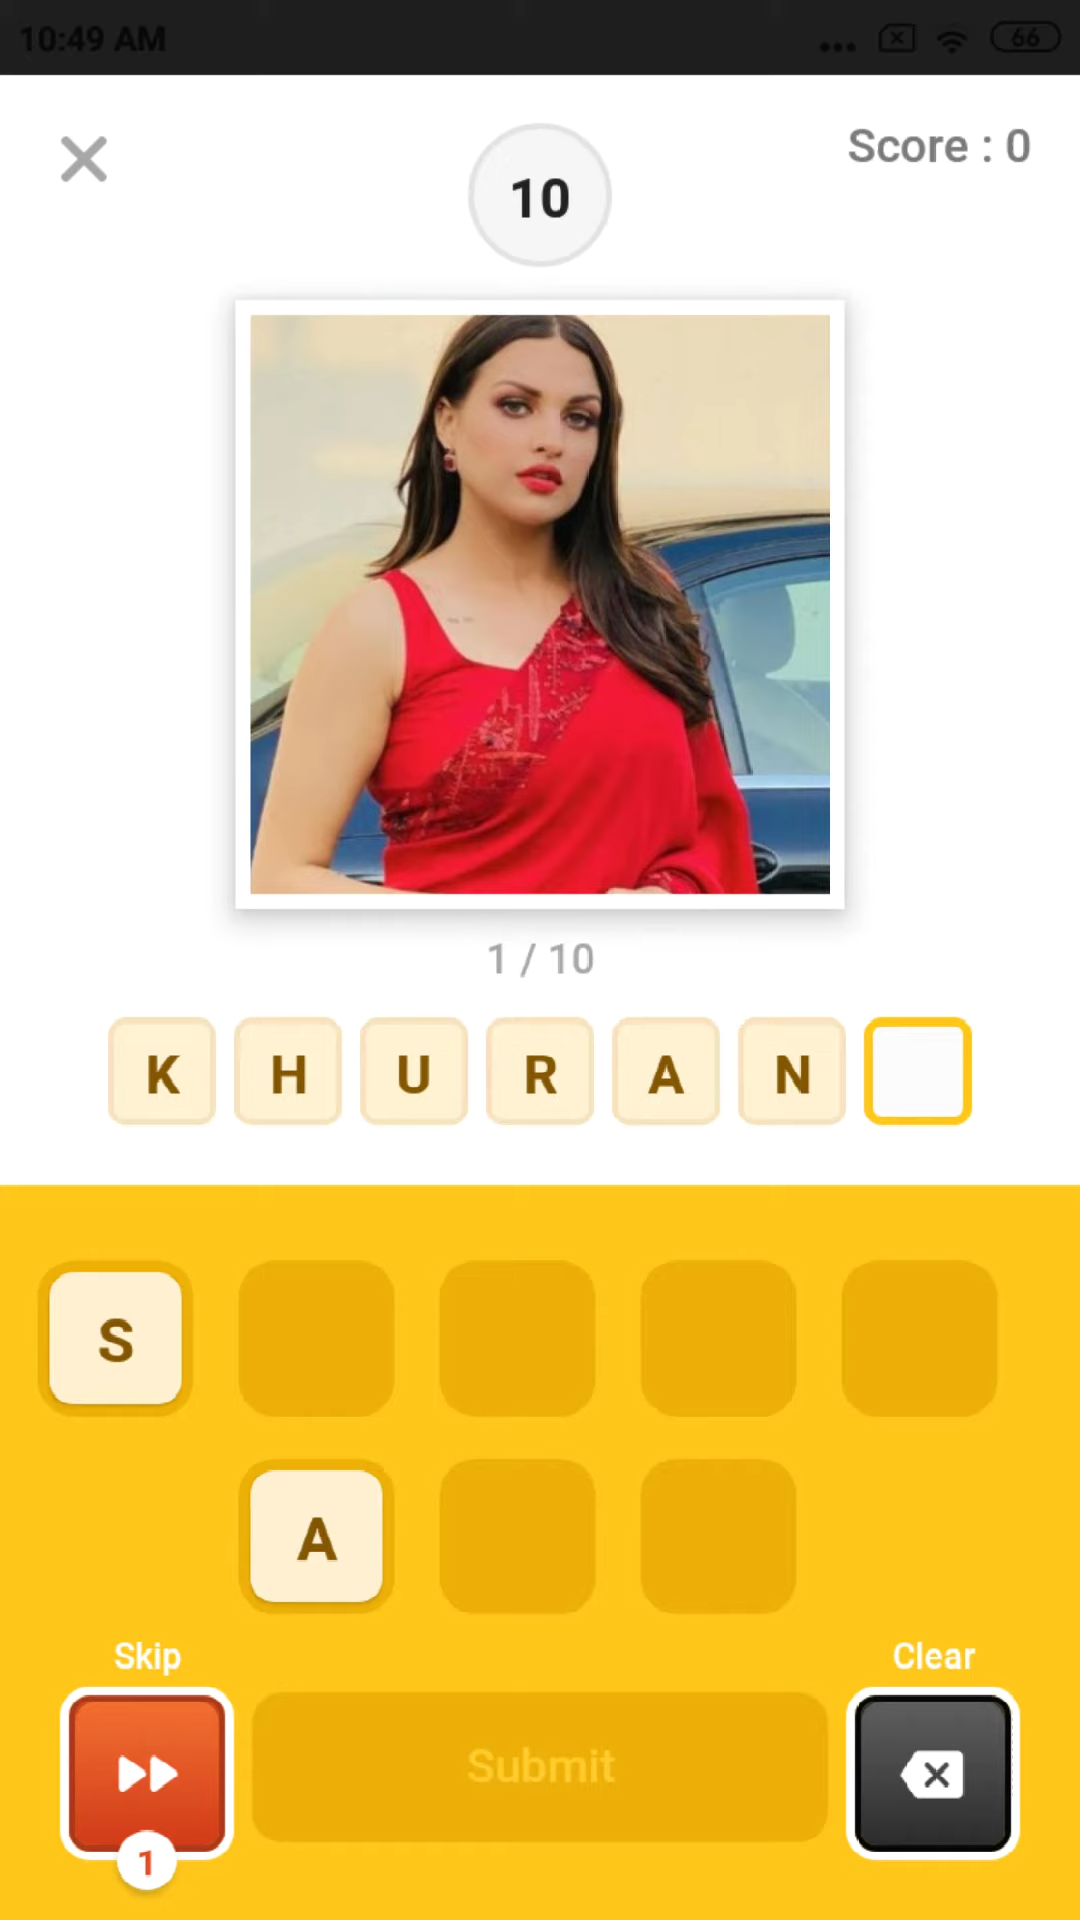 10:49 AM
66
Score : 0
10
1 / 10
K H U R A N
S
A
Skip
Clear
Submit
1